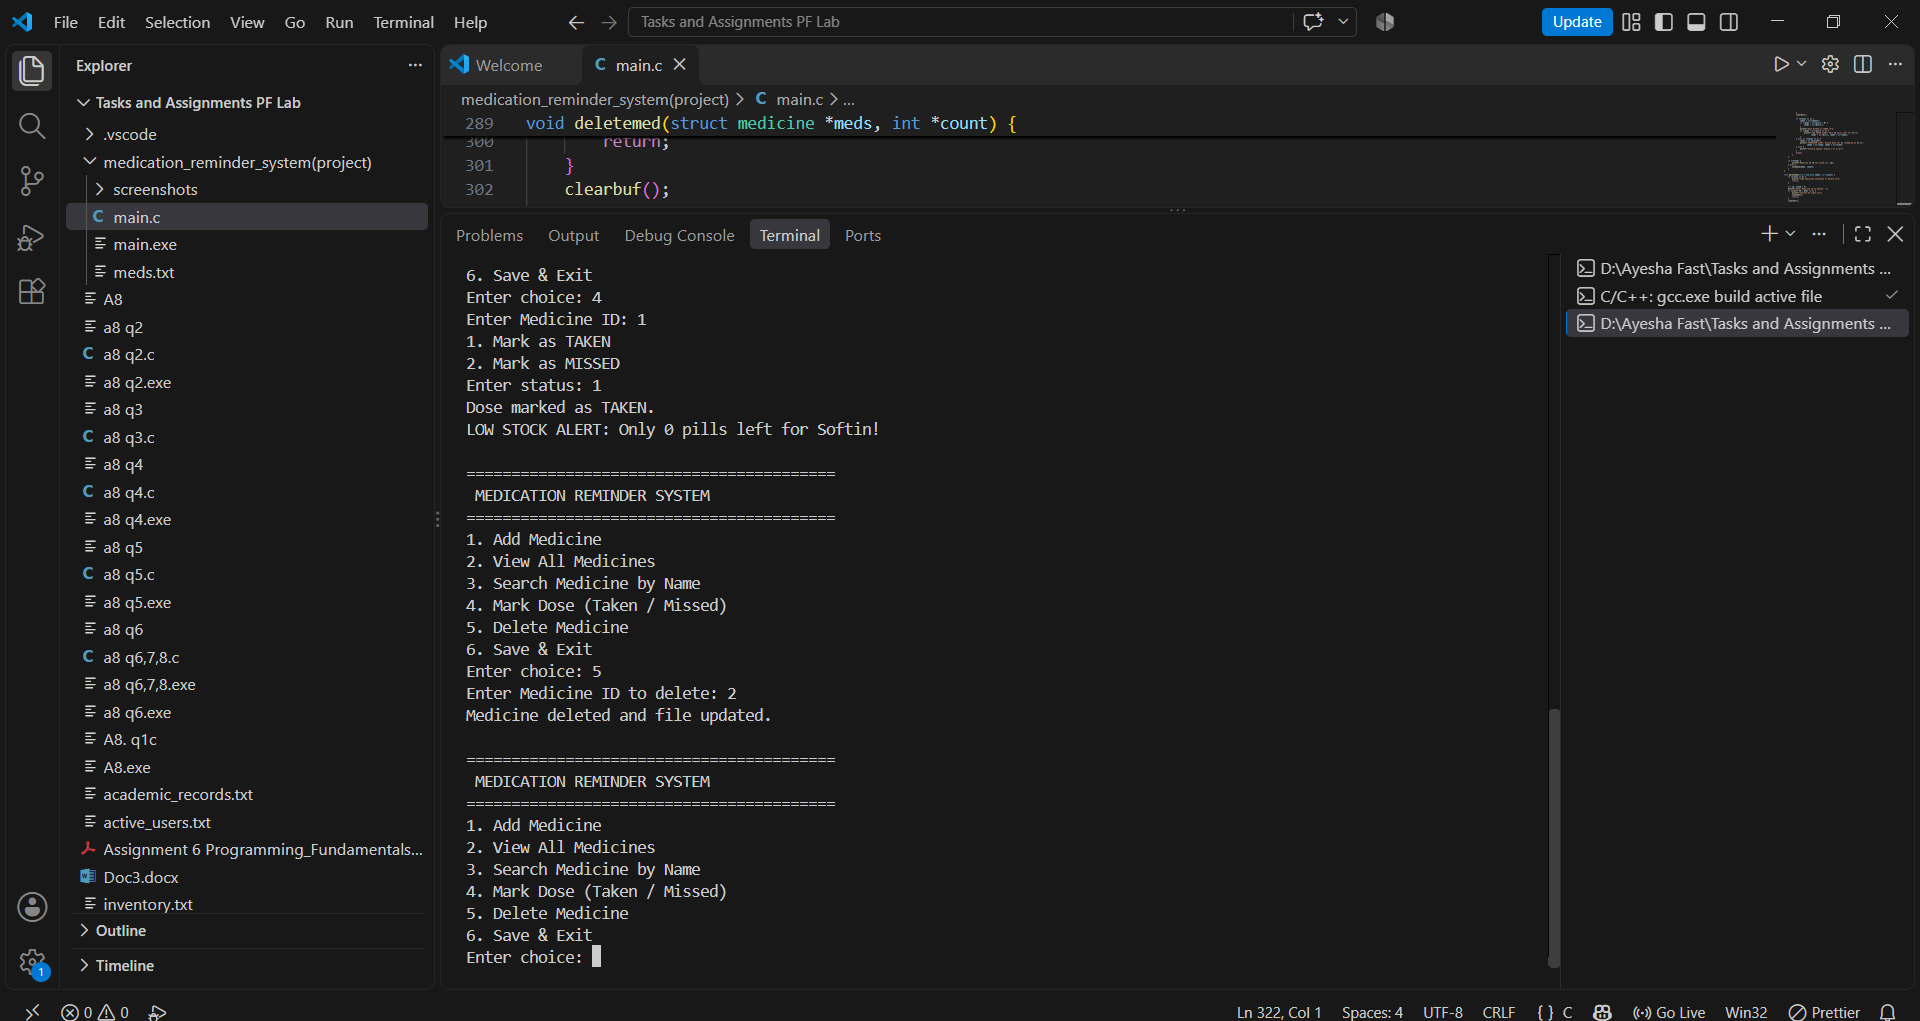 File Edit Selection View Go Run Terminal Help
Tasks and Assignments PF Lab
Update
Explorer
Tasks and Assignments PF Lab
.vscode
medication_reminder_system(project)
screenshots
C main.c
main.exe
meds.txt
A8
a8 q2
C a8 q2.c
a8 q2.exe
a8 q3
C a8 q3.c
a8 q4
C a8 q4.c
a8 q4.exe
a8 q5
C a8 q5.c
a8 q5.exe
a8 q6
C a8 q6,7,8.c
a8 q6,7,8.exe
a8 q6.exe
A8. q1c
A8.exe
academic_records.txt
active_users.txt
Assignment 6 Programming_Fundamentals...
Doc3.docx
inventory.txt
Outline
Timeline
1
Welcome
C main.c
medication_reminder_system(project) > C main.c > ...
289 void deletemed(struct medicine *meds, int *count) {
300 return;
301 }
302 clearbuf();
Problems Output Debug Console Terminal Ports
6. Save & Exit
Enter choice: 4
Enter Medicine ID: 1
1. Mark as TAKEN
2. Mark as MISSED
Enter status: 1
Dose marked as TAKEN.
LOW STOCK ALERT: Only 0 pills left for Softin!
=========================================
MEDICATION REMINDER SYSTEM
=========================================
1. Add Medicine
2. View All Medicines
3. Search Medicine by Name
4. Mark Dose (Taken / Missed)
5. Delete Medicine
6. Save & Exit
Enter choice: 5
Enter Medicine ID to delete: 2
Medicine deleted and file updated.
=========================================
MEDICATION REMINDER SYSTEM
=========================================
1. Add Medicine
2. View All Medicines
3. Search Medicine by Name
4. Mark Dose (Taken / Missed)
5. Delete Medicine
6. Save & Exit
Enter choice:
D:\Ayesha Fast\Tasks and Assignments ...
C/C++: gcc.exe build active file
D:\Ayesha Fast\Tasks and Assignments ...
0 0
Ln 322, Col 1 Spaces: 4 UTF-8 CRLF { } C Go Live Win32 Prettier